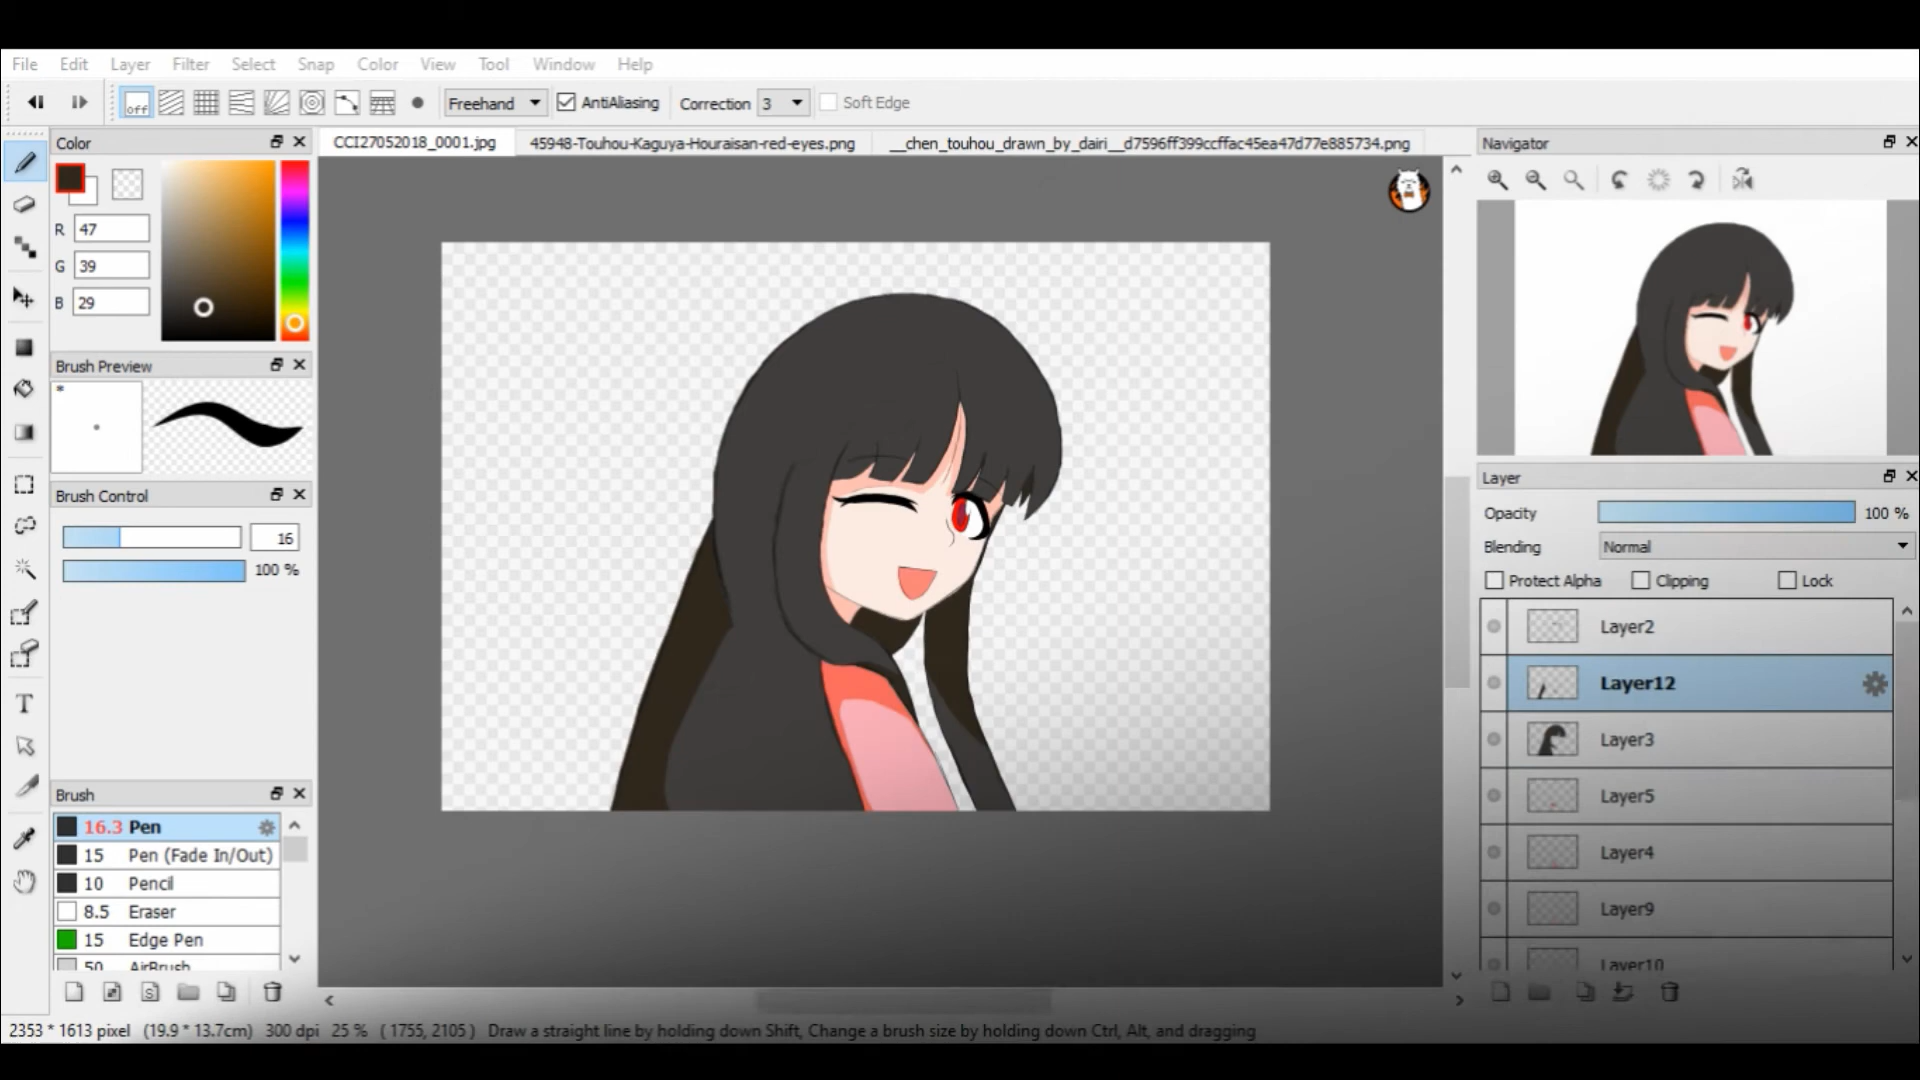 File Edit Layer Filter Select Snap Color View Tool Window Help
off Freehand AntiAliasing Correction 3 Soft Edge
Color
CCI27052018_0001.jpg 45948-Touhou-Kaguya-Houraisan-red-eyes.png __chen_touhou_drawn_by_dairi__d7596ff399ccffac45ea47d77e885734.png
Navigator
R 47
G 39
B 29
Brush Preview
*
Brush Control
16
100 %
Brush
16.3 Pen
15 Pen (Fade In/Out)
10 Pencil
8.5 Eraser
15 Edge Pen
50 AirBrush
Layer
Opacity 100 %
Blending Normal
Protect Alpha Clipping Lock
Layer2
Layer12
Layer3
Layer5
Layer4
Layer9
Layer10
2353 * 1613 pixel (19.9 * 13.7cm) 300 dpi 25 % ( 1755, 2105 ) Draw a straight line by holding down Shift, Change a brush size by holding down Ctrl, Alt, and dragging